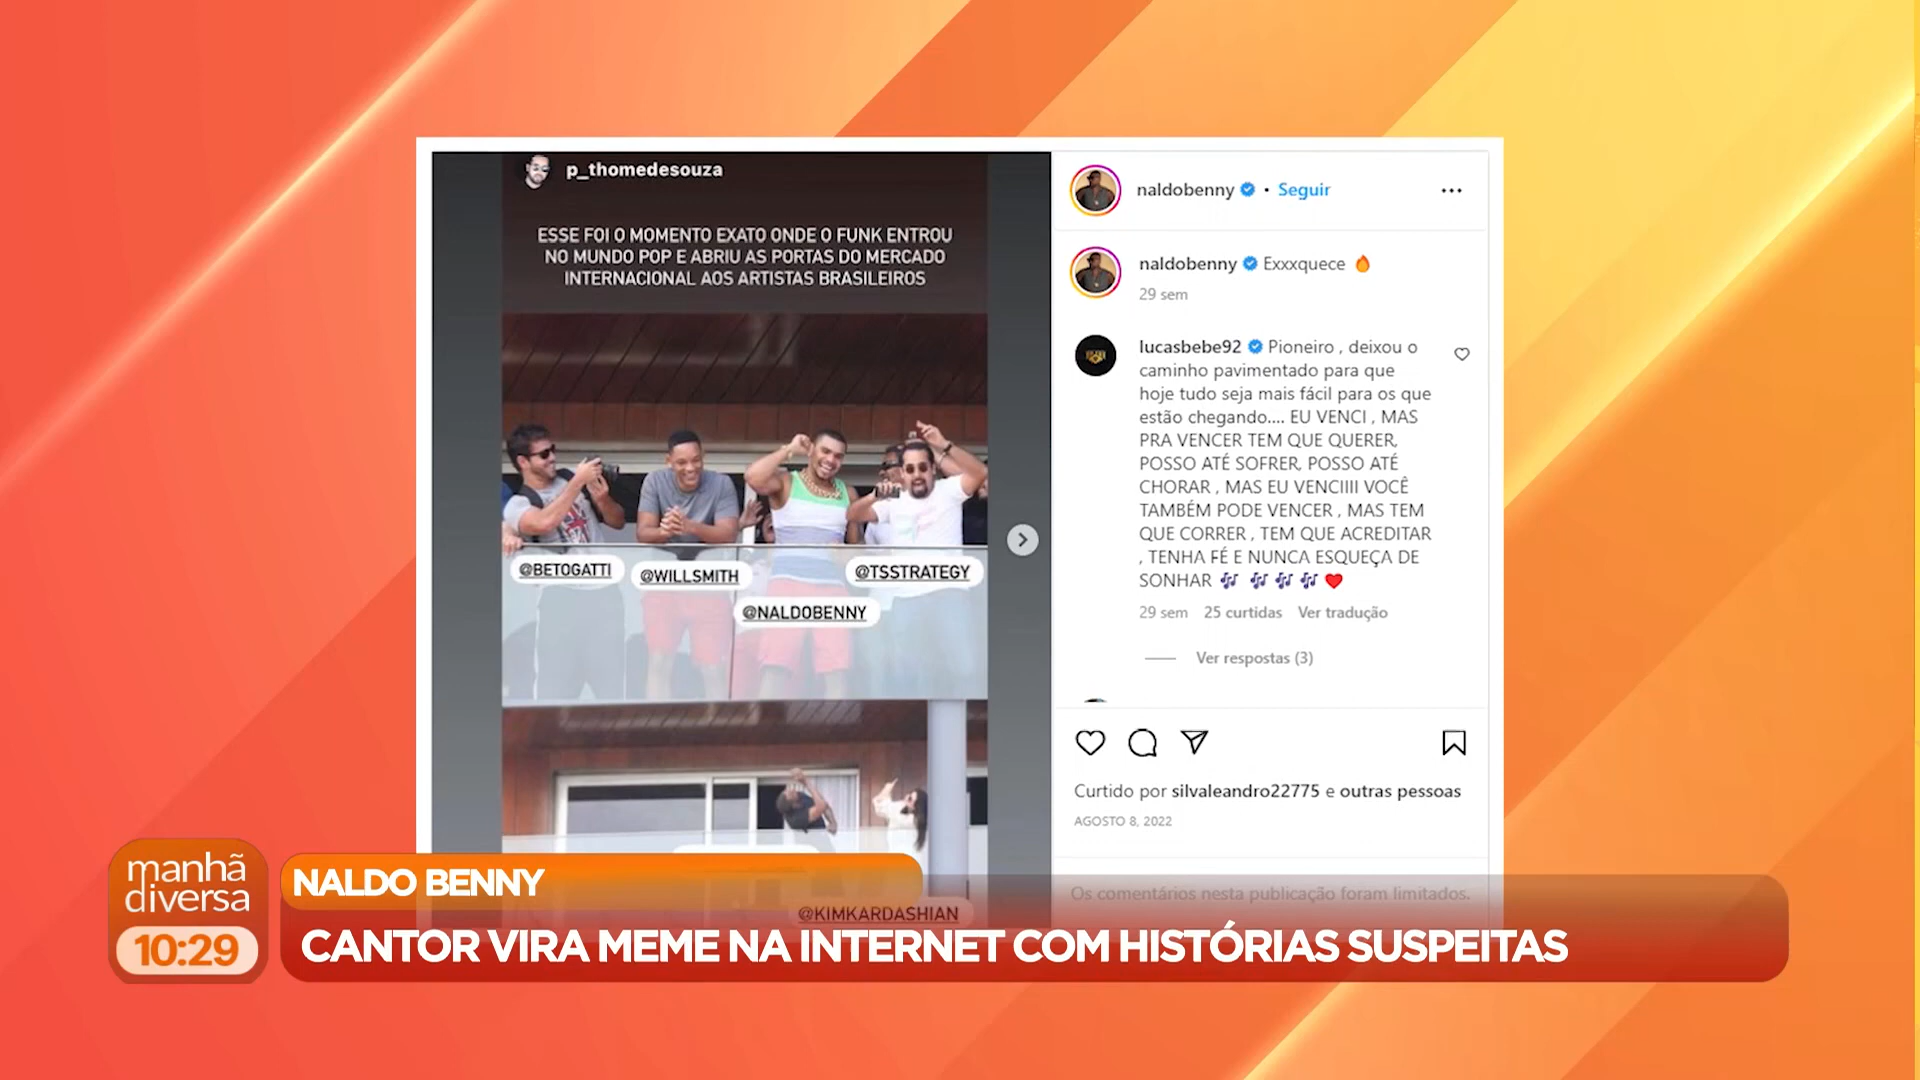 p_thomedesouza
ESSE FOI O MOMENTO EXATO ONDE O FUNK ENTROU
NO MUNDO POP E ABRIU AS PORTAS DO MERCADO
INTERNACIONAL AOS ARTISTAS BRASILEIROS
@BETOGATTI
@WILLSMITH
@NALDOBENNY
@TSSTRATEGY
@KIMKARDASHIAN
naldobenny • Seguir
naldobenny Exxxquece 🔥
29 sem
lucasbebe92 Pioneiro , deixou o
caminho pavimentado para que
hoje tudo seja mais fácil para os que
estão chegando.... EU VENCI , MAS
PRA VENCER TEM QUE QUERER,
POSSO ATÉ SOFRER, POSSO ATÉ
CHORAR , MAS EU VENCIIII VOCÊ
TAMBÉM PODE VENCER , MAS TEM
QUE CORRER , TEM QUE ACREDITAR
, TENHA FÉ E NUNCA ESQUEÇA DE
SONHAR 🎶 🎶 🎶 🎶 ❤️
29 sem 25 curtidas Ver tradução
Ver respostas (3)
Curtido por silvaleandro22775 e outras pessoas
AGOSTO 8, 2022
Os comentários nesta publicação foram limitados.
manhã
diversa
10:29
NALDO BENNY
CANTOR VIRA MEME NA INTERNET COM HISTÓRIAS SUSPEITAS